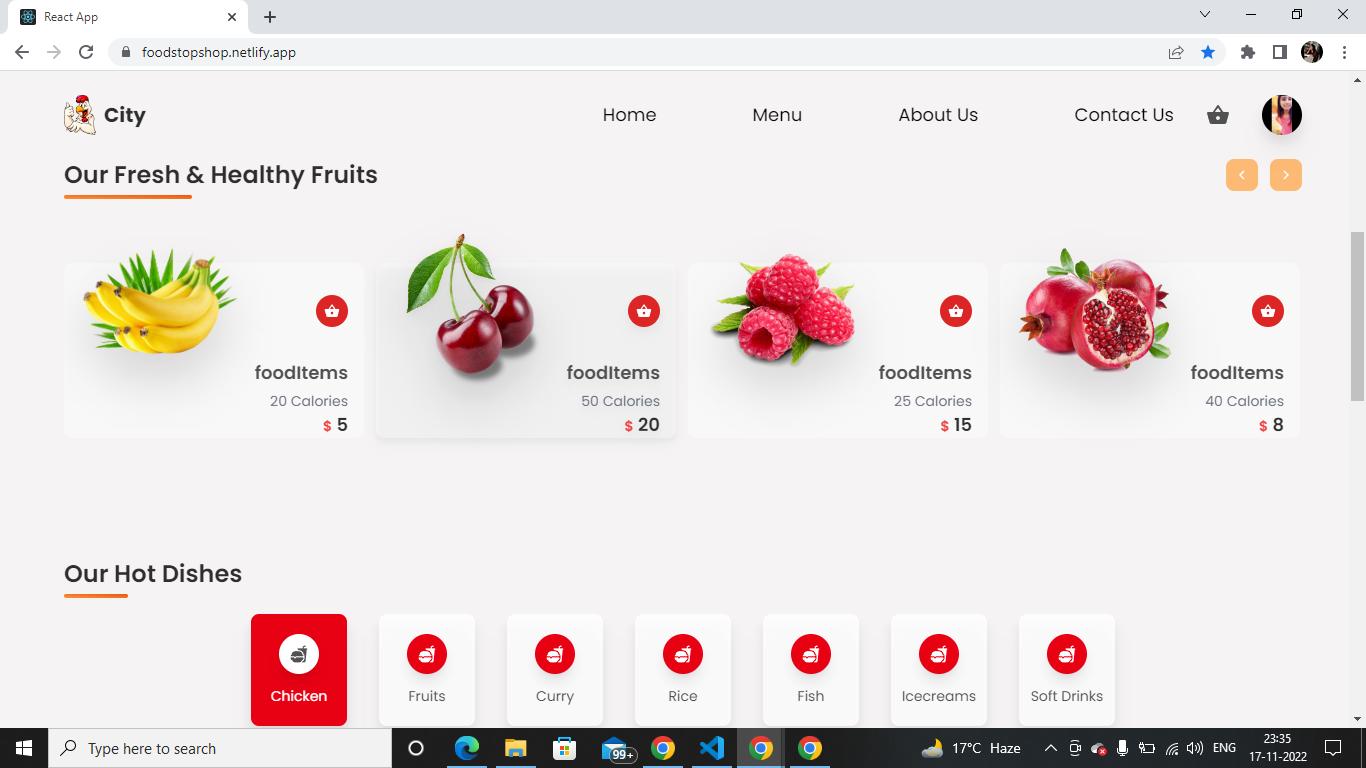 React App
foodstopshop.netlify.app
City
Home Menu About Us Contact Us
Our Fresh & Healthy Fruits
foodItems
20 Calories
$ 5
foodItems
50 Calories
$ 20
foodItems
25 Calories
$ 15
foodItems
40 Calories
$ 8
Our Hot Dishes
Chicken
Fruits
Curry
Rice
Fish
Icecreams
Soft Drinks
Type here to search
99+
17°C Haze
ENG
23:35
17-11-2022